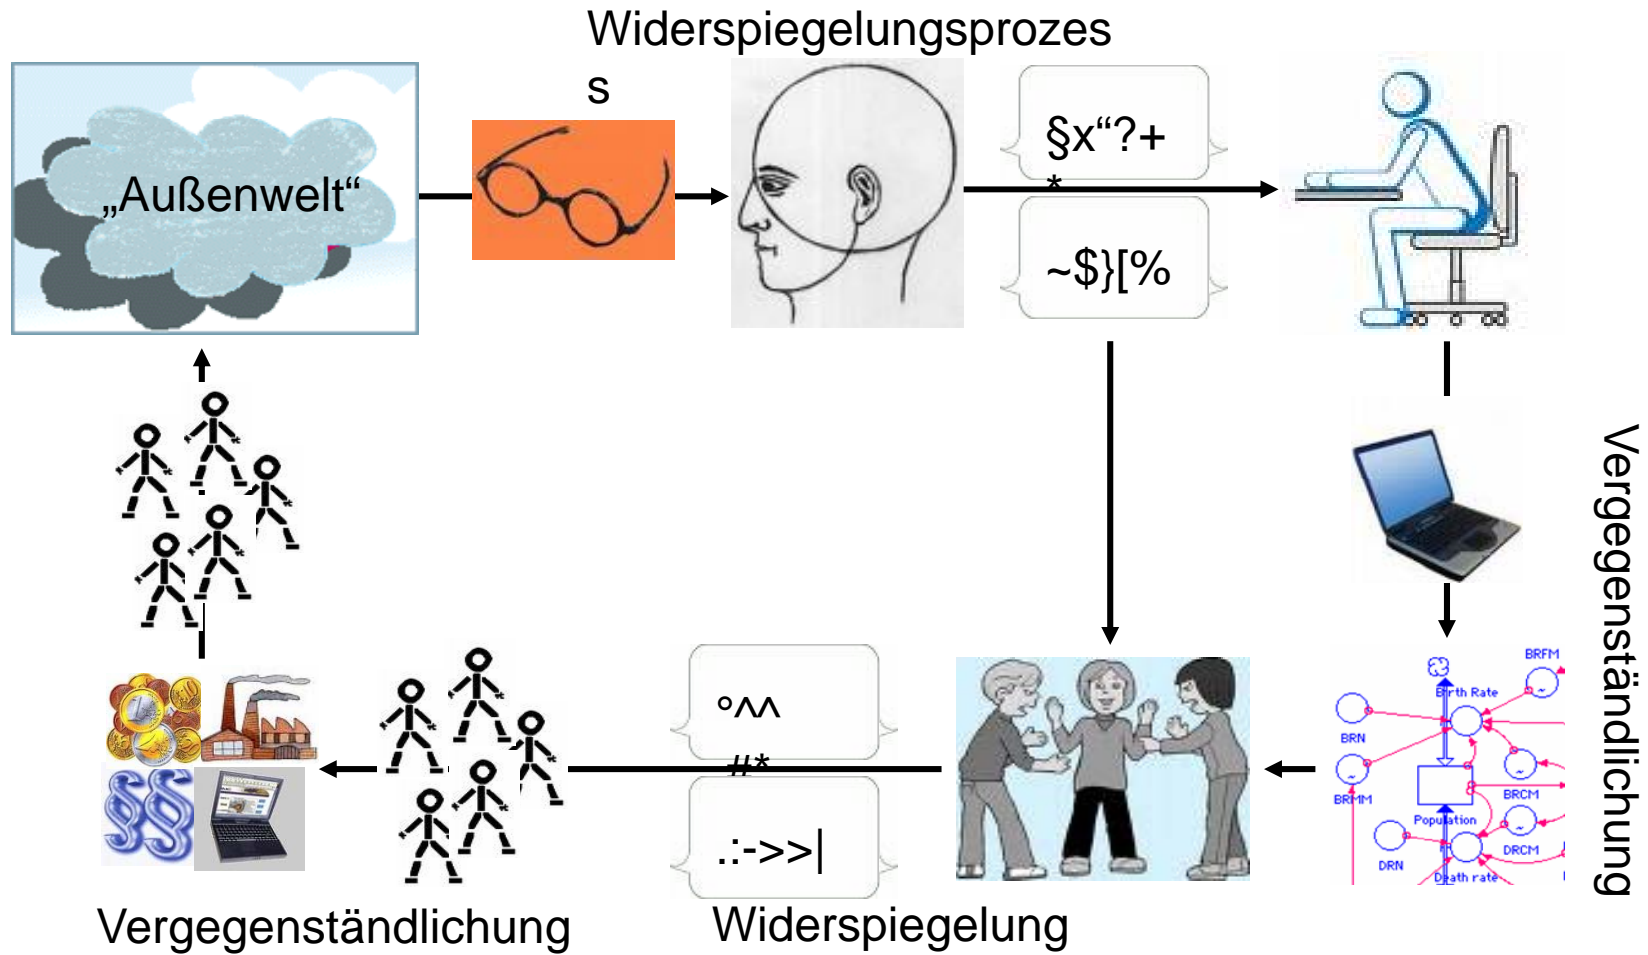 Widerspiegelungsprozes
s
„Außenwelt“
§x“?+
*
~$}[%
Vergegenständlichung
°^^
#*
.:->>|
BRFM
Birth Rate
BRN
BRMM
BRCM
Population
DRN
DRCM
Death rate
Vergegenständlichung
Widerspiegelung